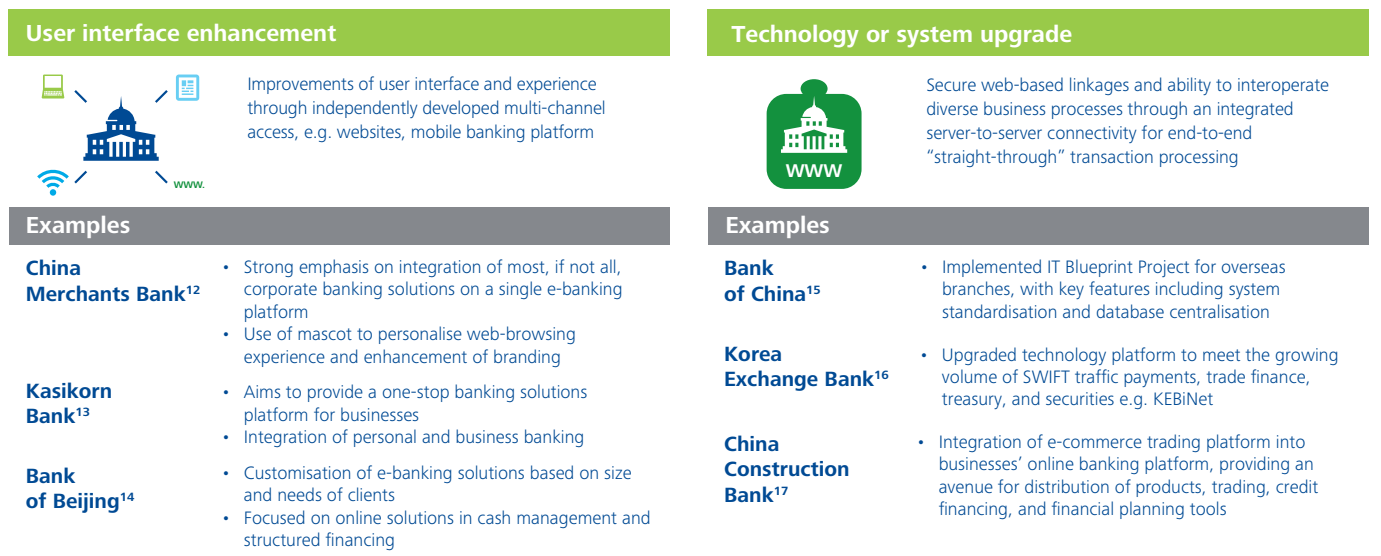 User interface enhancement
www.
Improvements of user interface and experience
through independently developed multi-channel
access, e.g. websites, mobile banking platform
Examples
China
Merchants Bank¹²
• Strong emphasis on integration of most, if not all,
corporate banking solutions on a single e-banking
platform
• Use of mascot to personalise web-browsing
experience and enhancement of branding
Kasikorn
Bank¹³
• Aims to provide a one-stop banking solutions
platform for businesses
• Integration of personal and business banking
Bank
of Beijing¹⁴
• Customisation of e-banking solutions based on size
and needs of clients
• Focused on online solutions in cash management and
structured financing
Technology or system upgrade
www
Secure web-based linkages and ability to interoperate
diverse business processes through an integrated
server-to-server connectivity for end-to-end
“straight-through” transaction processing
Examples
Bank
of China¹⁵
• Implemented IT Blueprint Project for overseas
branches, with key features including system
standardisation and database centralisation
Korea
Exchange Bank¹⁶
• Upgraded technology platform to meet the growing
volume of SWIFT traffic payments, trade finance,
treasury, and securities e.g. KEBiNet
China
Construction
Bank¹⁷
• Integration of e-commerce trading platform into
businesses’ online banking platform, providing an
avenue for distribution of products, trading, credit
financing, and financial planning tools